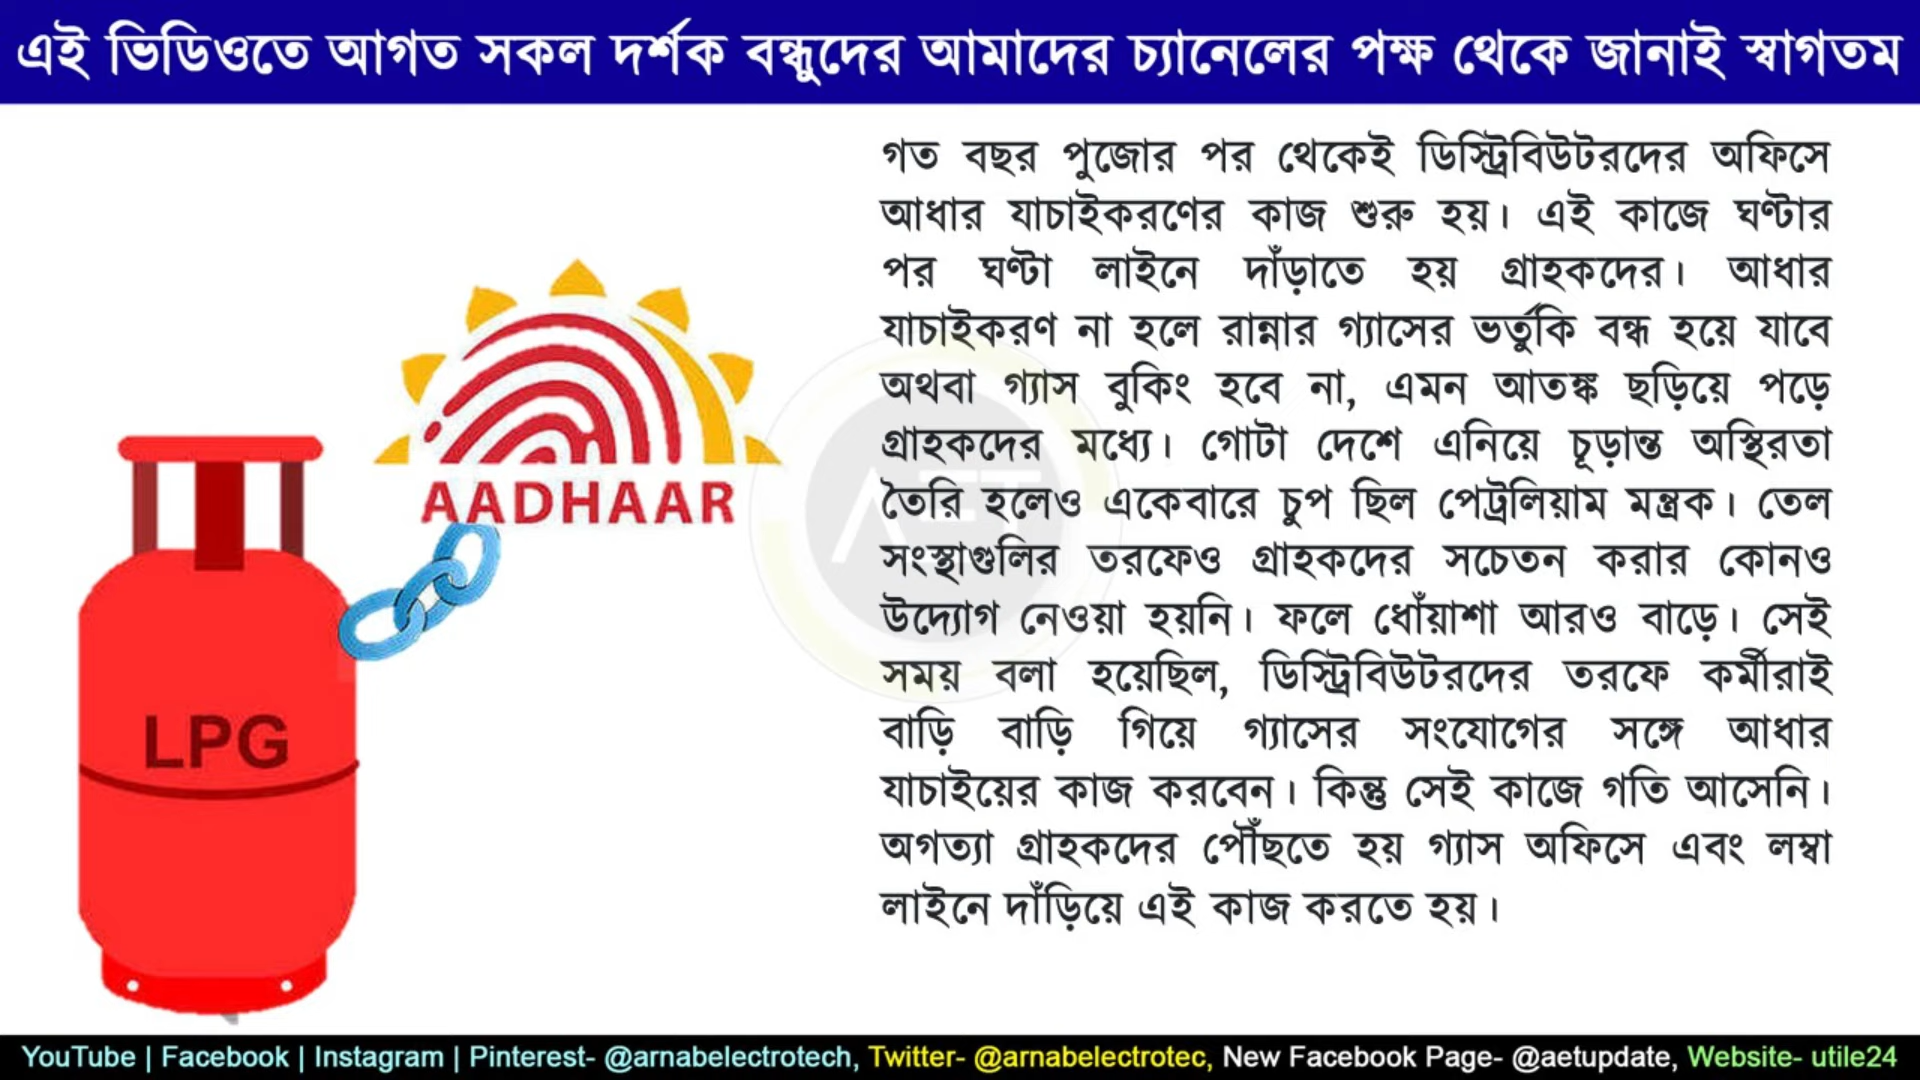 এই ভিডিওতে আগত সকল দর্শক বন্ধুদের আমাদের চ্যানেলের পক্ষ থেকে জানাই স্বাগতম
গত বছর পুজোর পর থেকেই ডিস্ট্রিবিউটরদের অফিসে
আধার যাচাইকরণের কাজ শুরু হয়। এই কাজে ঘণ্টার
পর ঘণ্টা লাইনে দাঁড়াতে হয় গ্রাহকদের। আধার
যাচাইকরণ না হলে রান্নার গ্যাসের ভর্তুকি বন্ধ হয়ে যাবে
অথবা গ্যাস বুকিং হবে না, এমন আতঙ্ক ছড়িয়ে পড়ে
গ্রাহকদের মধ্যে। গোটা দেশে এনিয়ে চূড়ান্ত অস্থিরতা
তৈরি হলেও একেবারে চুপ ছিল পেট্রলিয়াম মন্ত্রক। তেল
সংস্থাগুলির তরফেও গ্রাহকদের সচেতন করার কোনও
উদ্যোগ নেওয়া হয়নি। ফলে ধোঁয়াশা আরও বাড়ে। সেই
সময় বলা হয়েছিল, ডিস্ট্রিবিউটরদের তরফে কর্মীরাই
বাড়ি বাড়ি গিয়ে গ্যাসের সংযোগের সঙ্গে আধার
যাচাইয়ের কাজ করবেন। কিন্তু সেই কাজে গতি আসেনি।
অগত্যা গ্রাহকদের পৌঁছতে হয় গ্যাস অফিসে এবং লম্বা
লাইনে দাঁড়িয়ে এই কাজ করতে হয়।
AADHAAR
LPG
AET
YouTube | Facebook | Instagram | Pinterest- @arnabelectrotech, Twitter- @arnabelectrotec, New Facebook Page- @aetupdate, Website- utile24